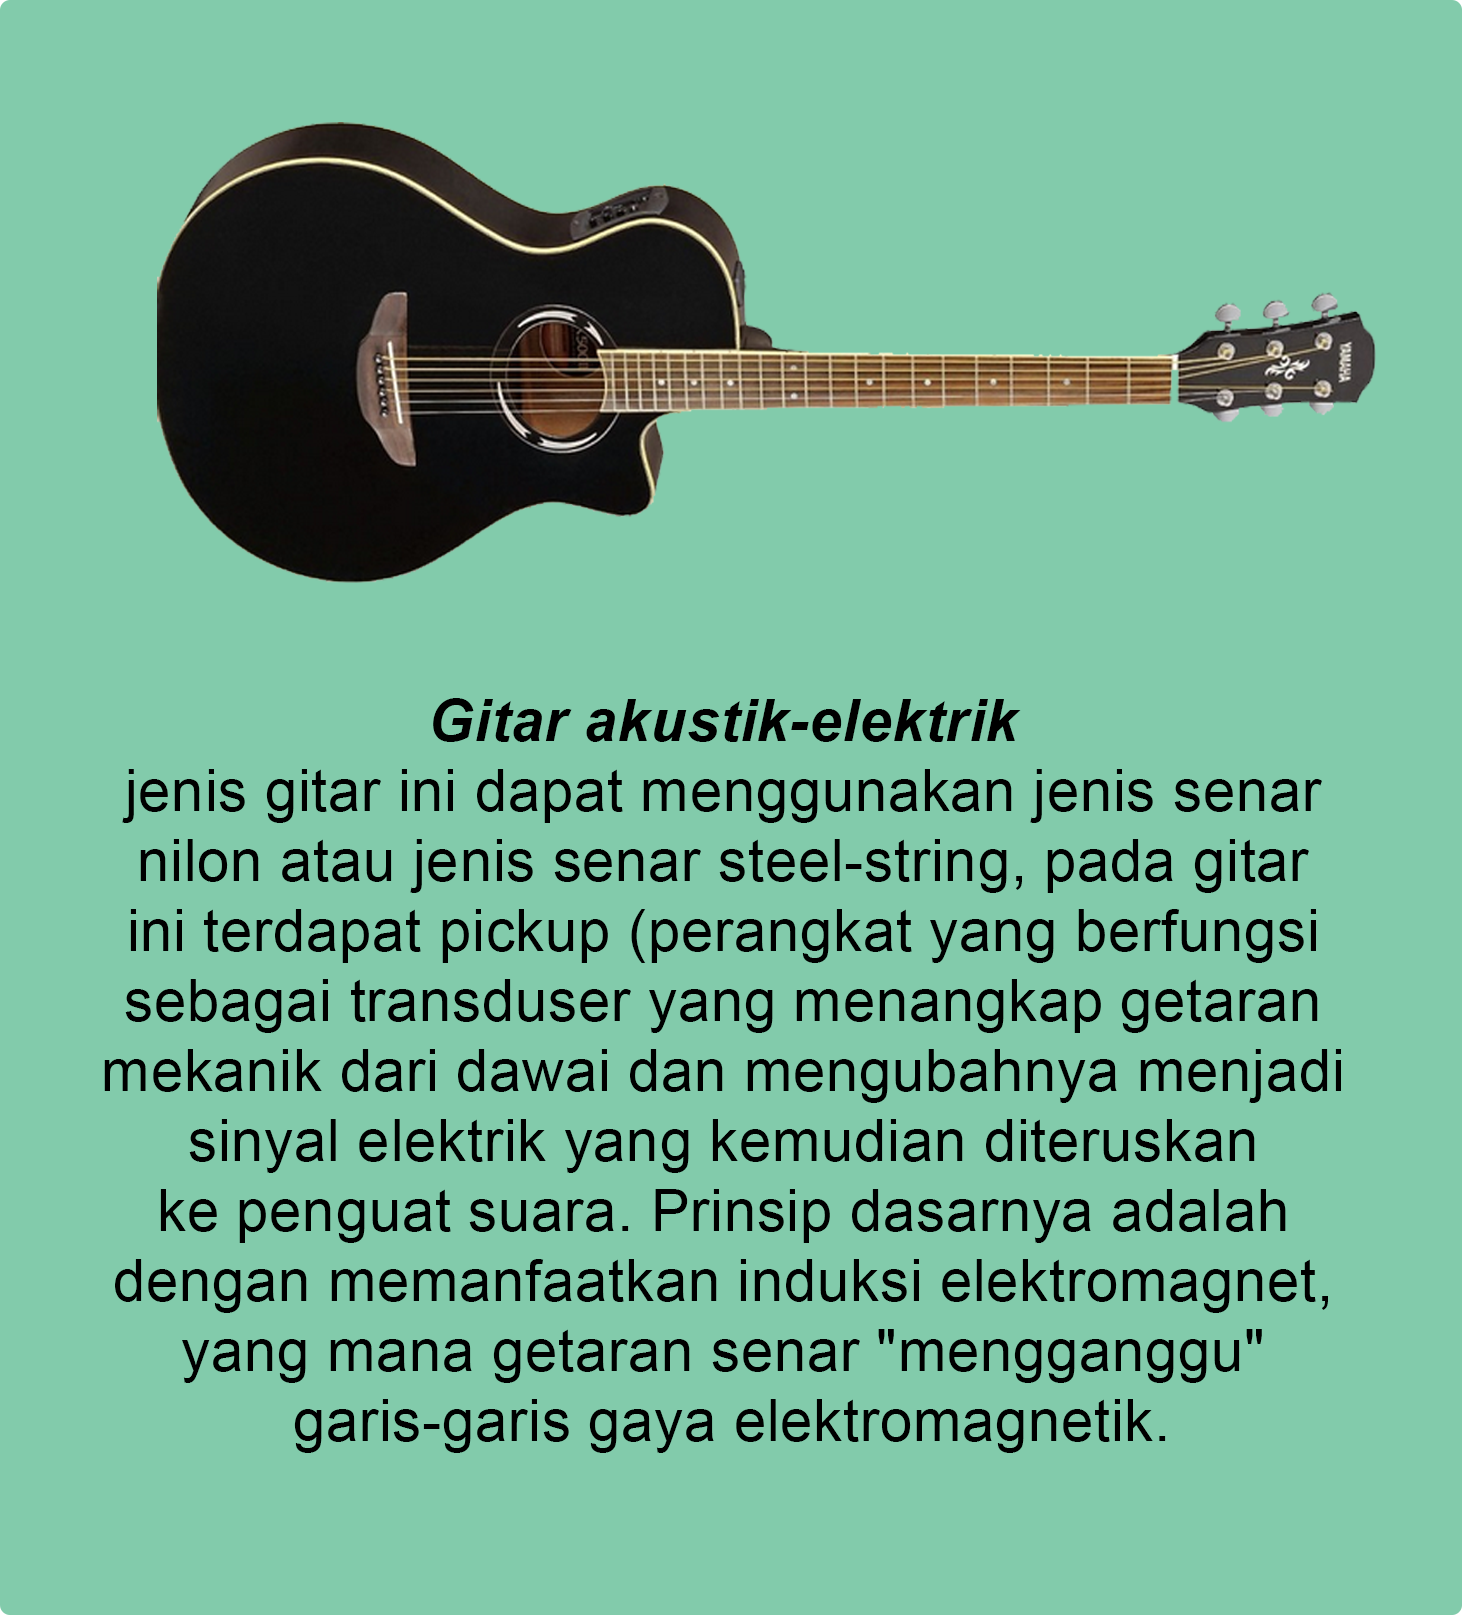 YAMAHA
Gitar akustik-elektrik
jenis gitar ini dapat menggunakan jenis senar
nilon atau jenis senar steel-string, pada gitar
ini terdapat pickup (perangkat yang berfungsi
sebagai transduser yang menangkap getaran
mekanik dari dawai dan mengubahnya menjadi
sinyal elektrik yang kemudian diteruskan
ke penguat suara. Prinsip dasarnya adalah
dengan memanfaatkan induksi elektromagnet,
yang mana getaran senar "mengganggu"
garis-garis gaya elektromagnetik.